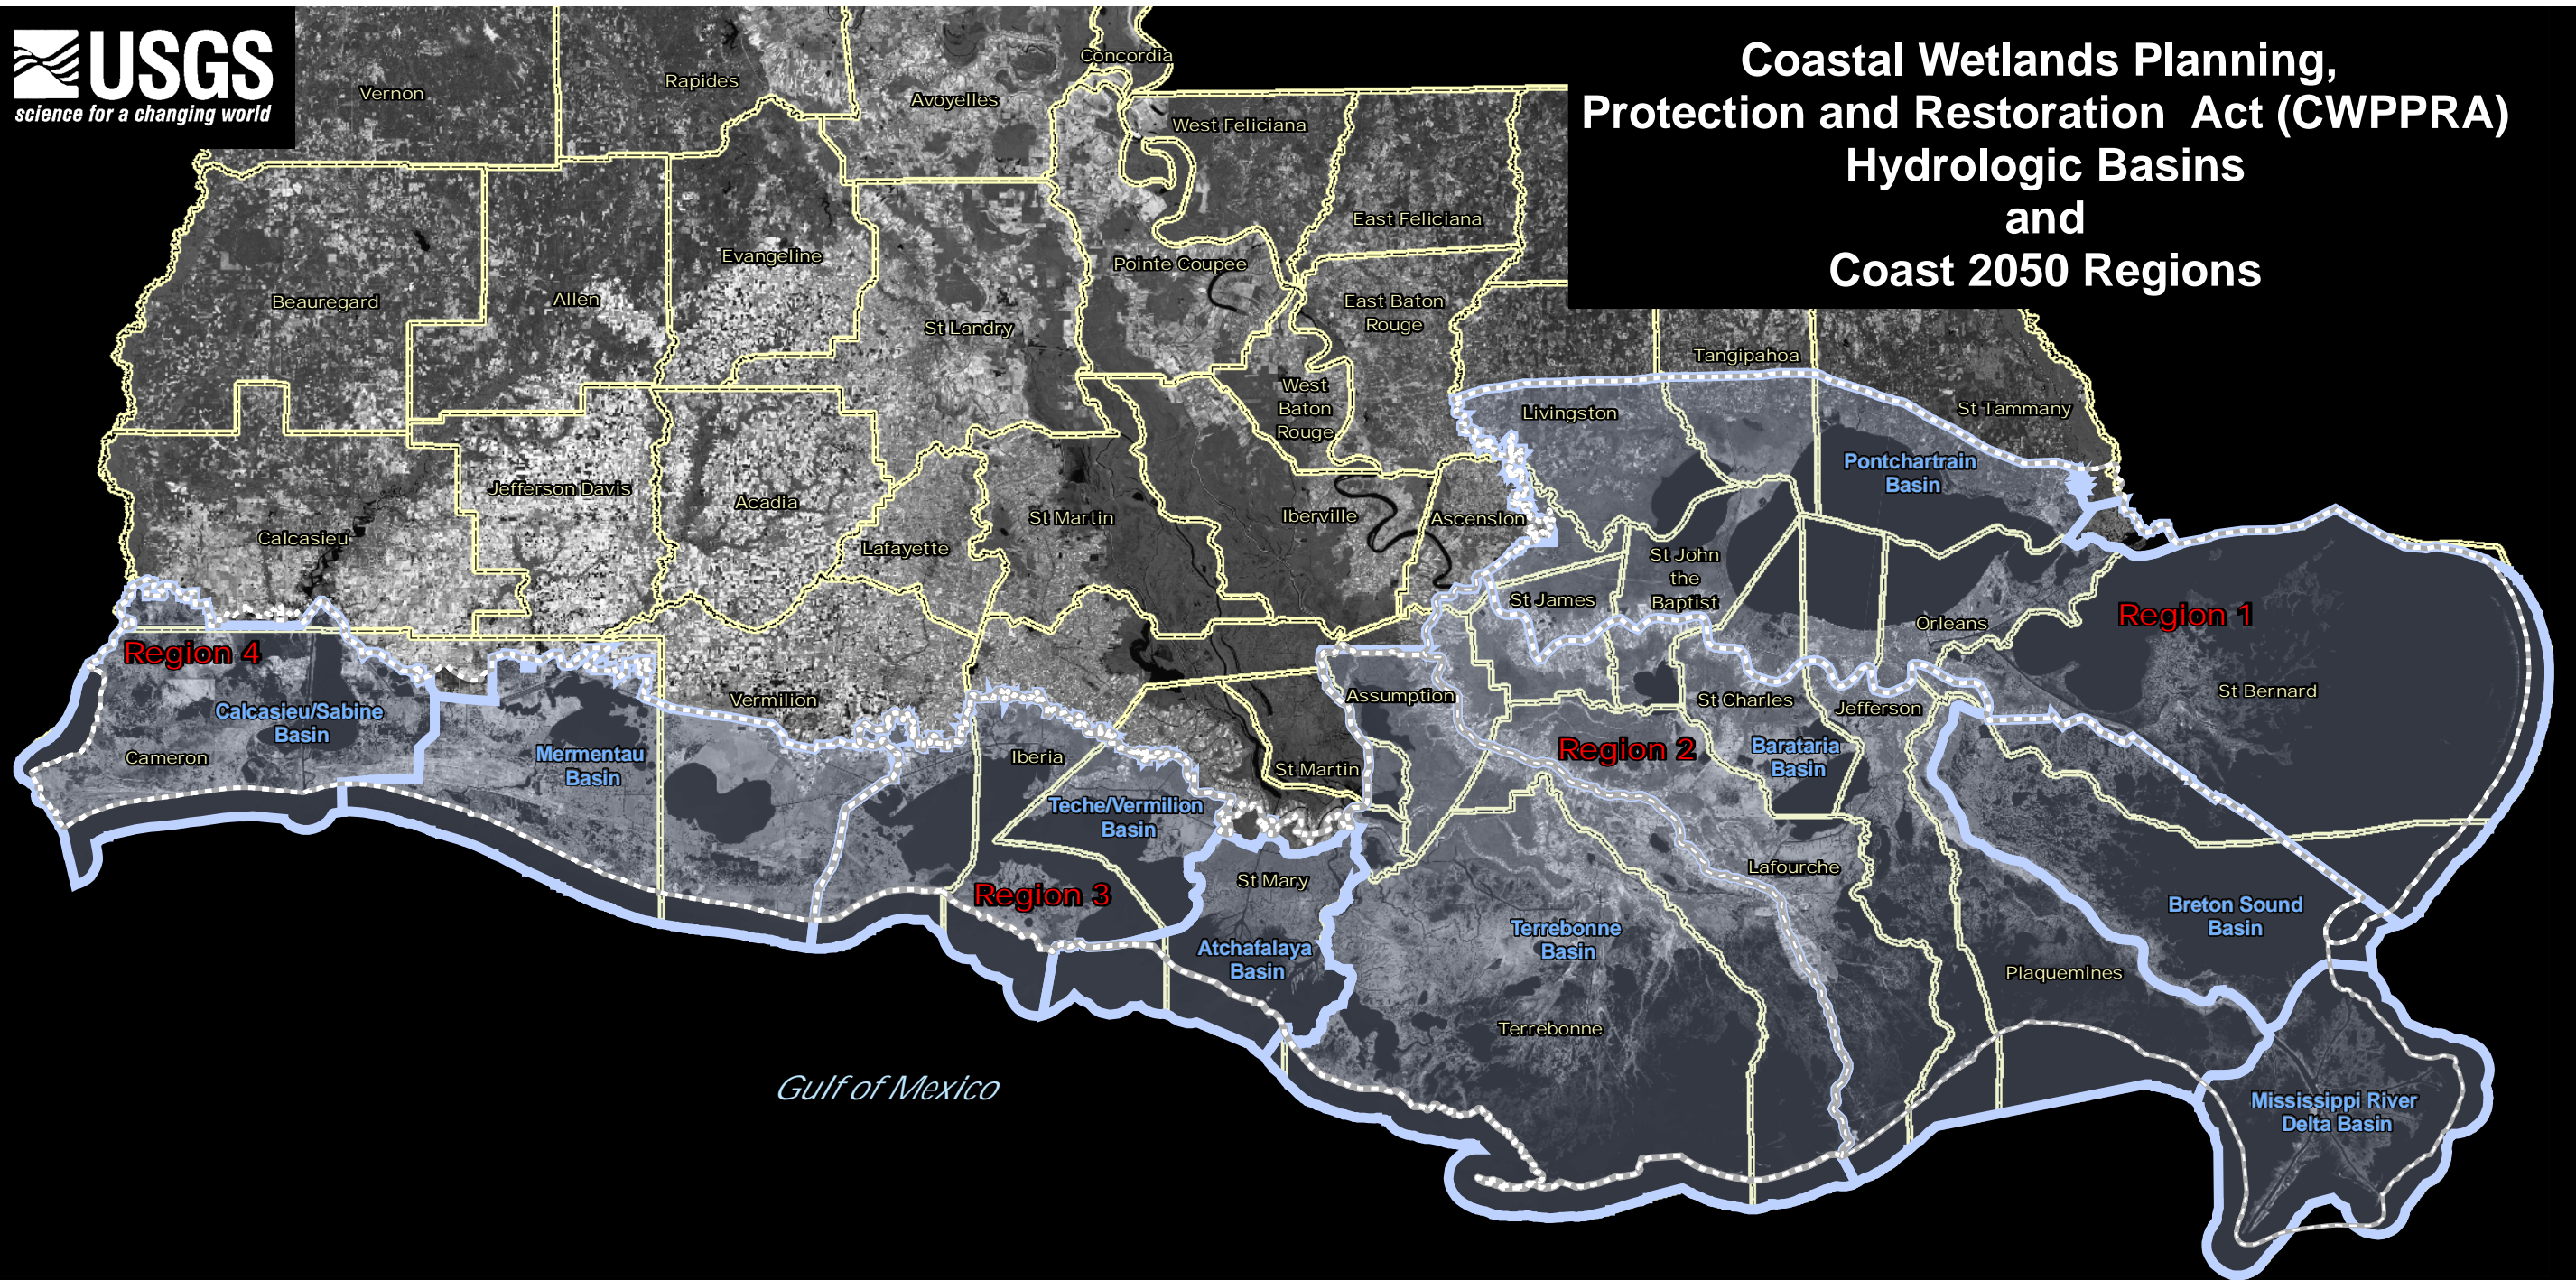 USGS
science for a changing world
Coastal Wetlands Planning,
Protection and Restoration Act (CWPPRA)
Hydrologic Basins
and
Coast 2050 Regions
Concordia
Rapides
Vernon
Avoyelles
West Feliciana
East Feliciana
Evangeline
Pointe Coupee
Beauregard
Allen
East Baton
Rouge
St Landry
Tangipahoa
West
Baton
Rouge
Livingston
St Tammany
Pontchartrain
Basin
Jefferson Davis
Acadia
St Martin
Iberville
Ascension
Calcasieu
Lafayette
St John
the
Baptist
St James
Orleans
Region 1
Region 4
St Bernard
Assumption
Vermilion
St Charles
Jefferson
Calcasieu/Sabine
Basin
Cameron
Mermentau
Basin
Iberia
St Martin
Region 2
Barataria
Basin
Teche/Vermilion
Basin
Lafourche
St Mary
Region 3
Breton Sound
Basin
Terrebonne
Basin
Atchafalaya
Basin
Plaquemines
Terrebonne
Gulf of Mexico
Mississippi River
Delta Basin